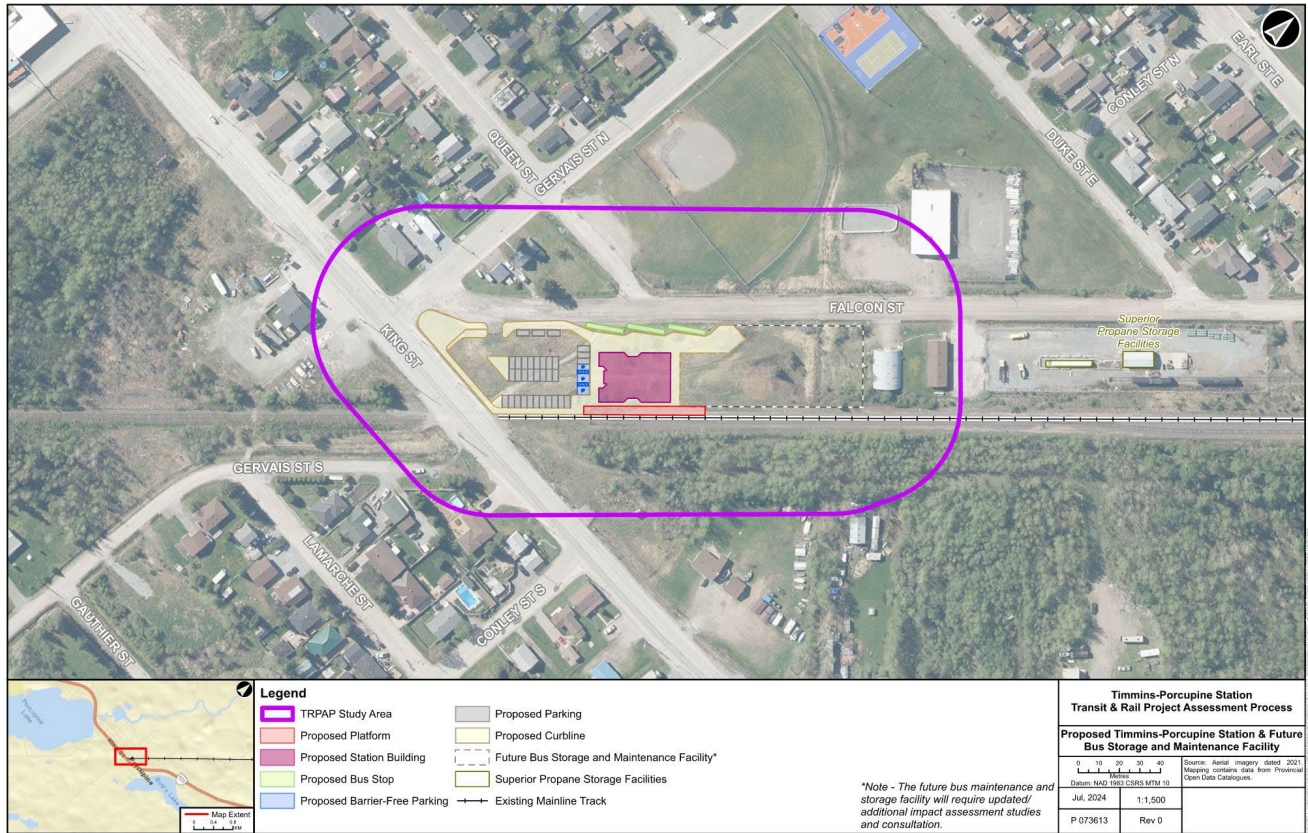 EARL ST E
CONLEY ST N
DUKE ST E
QUEEN ST
GERVAIS ST N
FALCON ST
Superior
Propane Storage
Facilities
KING ST
GERVAIS ST S
LAMARCHE ST
CONLEY ST S
GAUTHIER ST
*Note - The future bus maintenance and
storage facility will require updated/
additional impact assessment studies
and consultation.
Legend
TRPAP Study Area
Proposed Platform
Proposed Station Building
Proposed Bus Stop
Proposed Barrier-Free Parking
Proposed Parking
Proposed Curbline
Future Bus Storage and Maintenance Facility*
Superior Propane Storage Facilities
Existing Mainline Track
Map Extent
0 0.4 0.8
KM
Timmins-Porcupine Station
Transit & Rail Project Assessment Process
Proposed Timmins-Porcupine Station & Future
Bus Storage and Maintenance Facility
0 10 20 30 40
Metres
Datum: NAD 1983 CSRS MTM 10
Source: Aerial imagery dated 2021.
Mapping contains data from Provincial
Open Data Catalogues.
Jul, 2024 1:1,500
P 073613 Rev 0